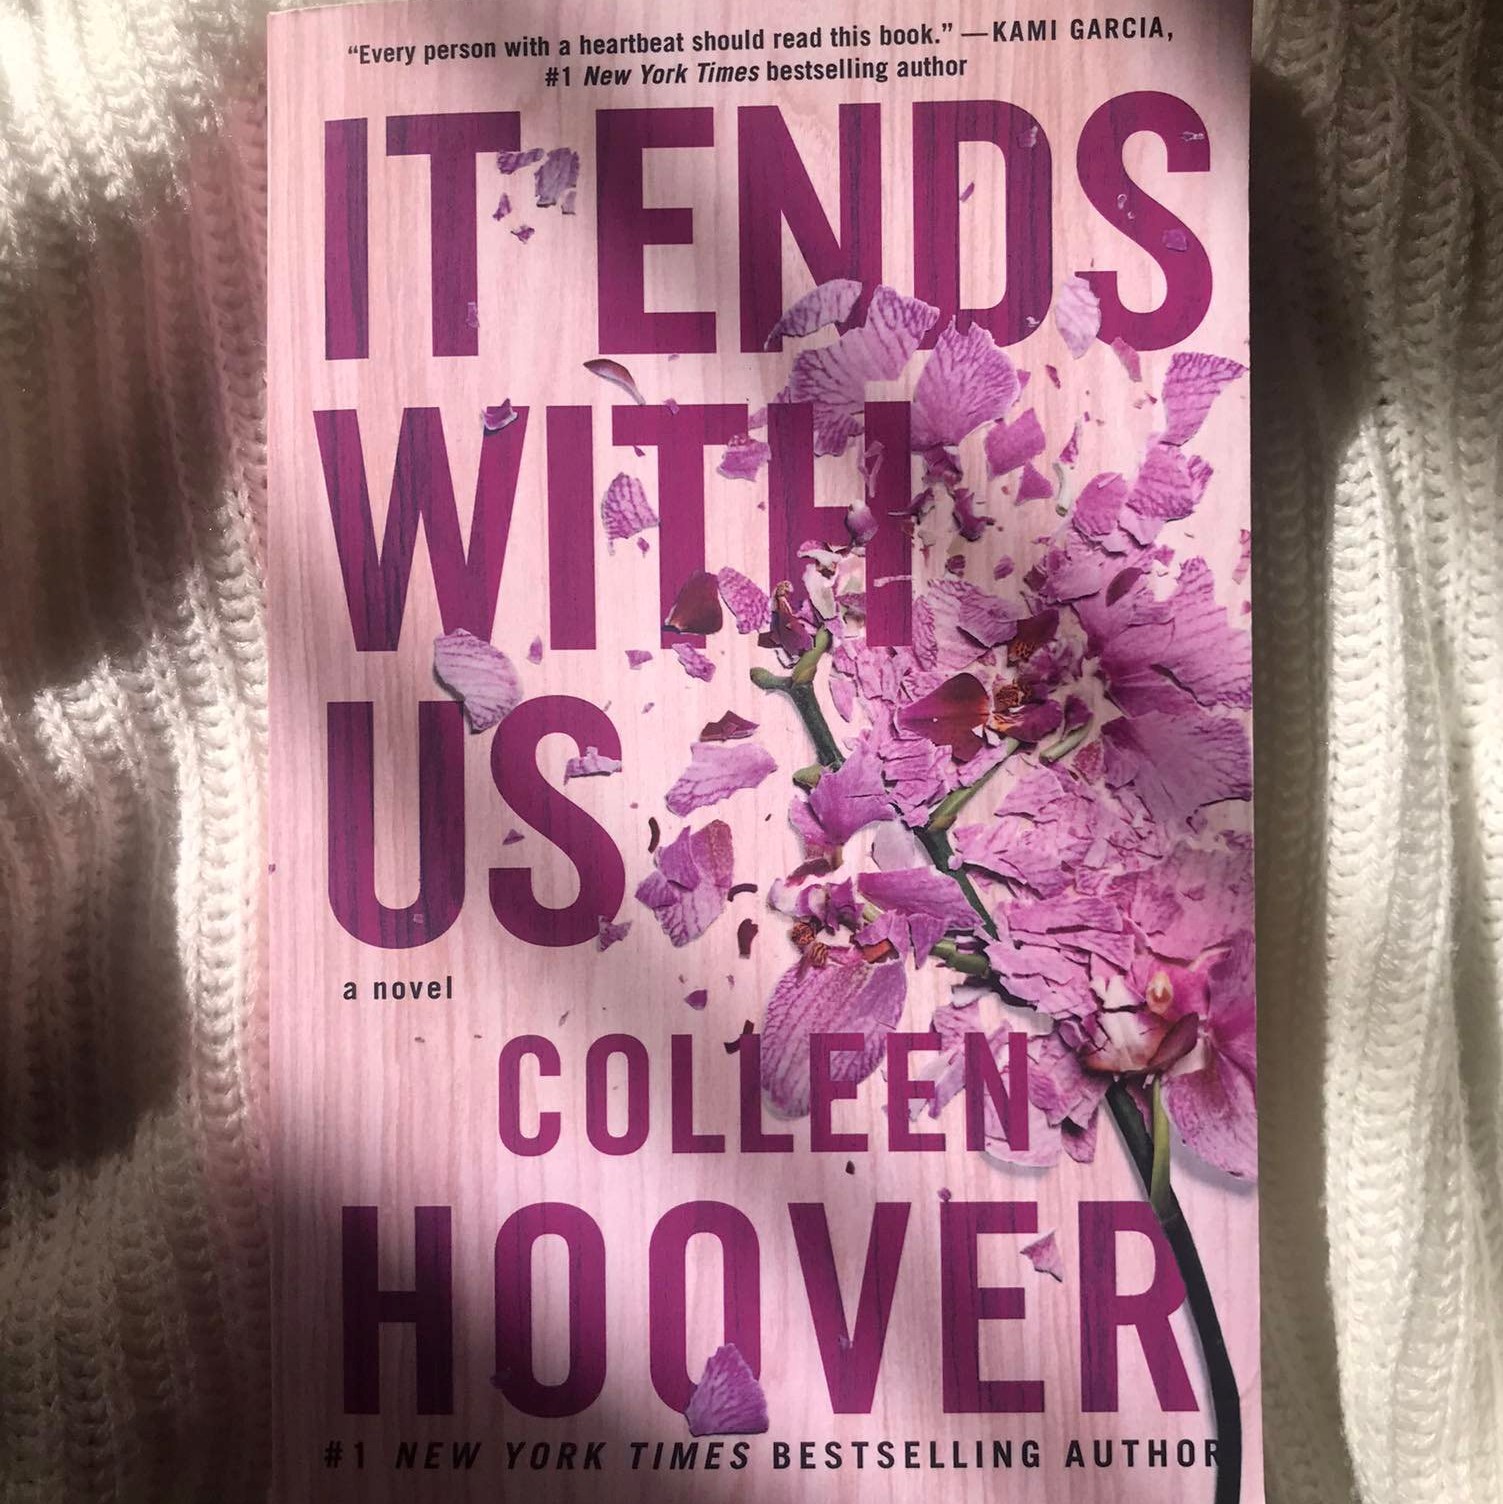 “Every person with a heartbeat should read this book.” —KAMI GARCIA,
#1 New York Times bestselling author
IT ENDS
WITH
US
a novel
COLLEEN
HOOVER
#1 NEW YORK TIMES BESTSELLING AUTHOR